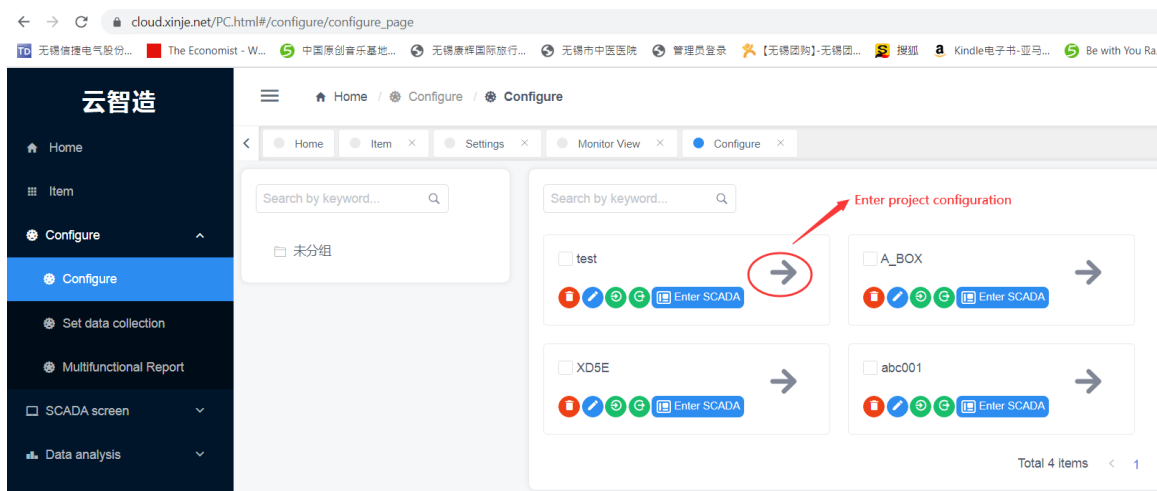 cloud.xinje.net/PC.html#/configure/configure_page
TD 无锡信捷电气股份... The Economist - W... 中国原创音乐基地... 无锡康辉国际旅行... 无锡市中医医院 管理员登录 【无锡团购】-无锡团... 搜狐 a Kindle电子书-亚马... Be with You Ra
云智造
Home / Configure / Configure
Home
Item
Configure
Configure
Set data collection
Multifunctional Report
SCADA screen
Data analysis
Home Item × Settings × Monitor View × Configure ×
Search by keyword...
未分组
Search by keyword...
Enter project configuration
test
Enter SCADA
A_BOX
Enter SCADA
XD5E
Enter SCADA
abc001
Enter SCADA
Total 4 items < 1